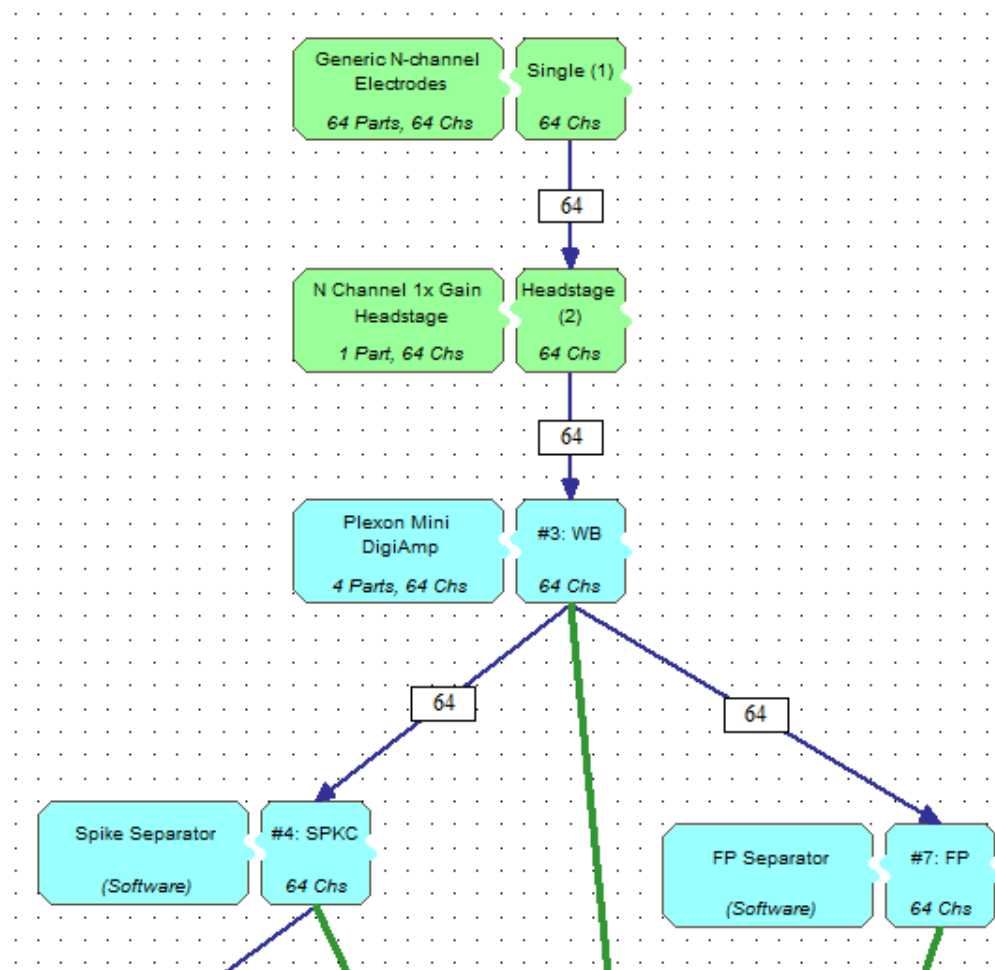 Generic N-channel
Electrodes
64 Parts, 64 Chs
Single (1)
64 Chs
64
N Channel 1x Gain
Headstage
1 Part, 64 Chs
Headstage
(2)
64 Chs
64
Plexon Mini
DigiAmp
4 Parts, 64 Chs
#3: WB
64 Chs
64
64
Spike Separator
(Software)
#4: SPKC
64 Chs
FP Separator
(Software)
#7: FP
64 Chs